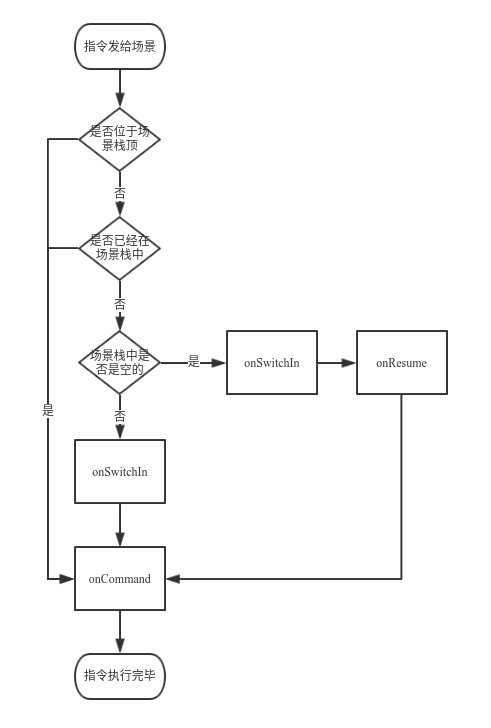 指令发给场景
是否位于场
景栈顶
否
是否已经在
场景栈中
否
场景栈中是
否是空的
是
onSwitchIn
onResume
是
否
onSwitchIn
onCommand
指令执行完毕